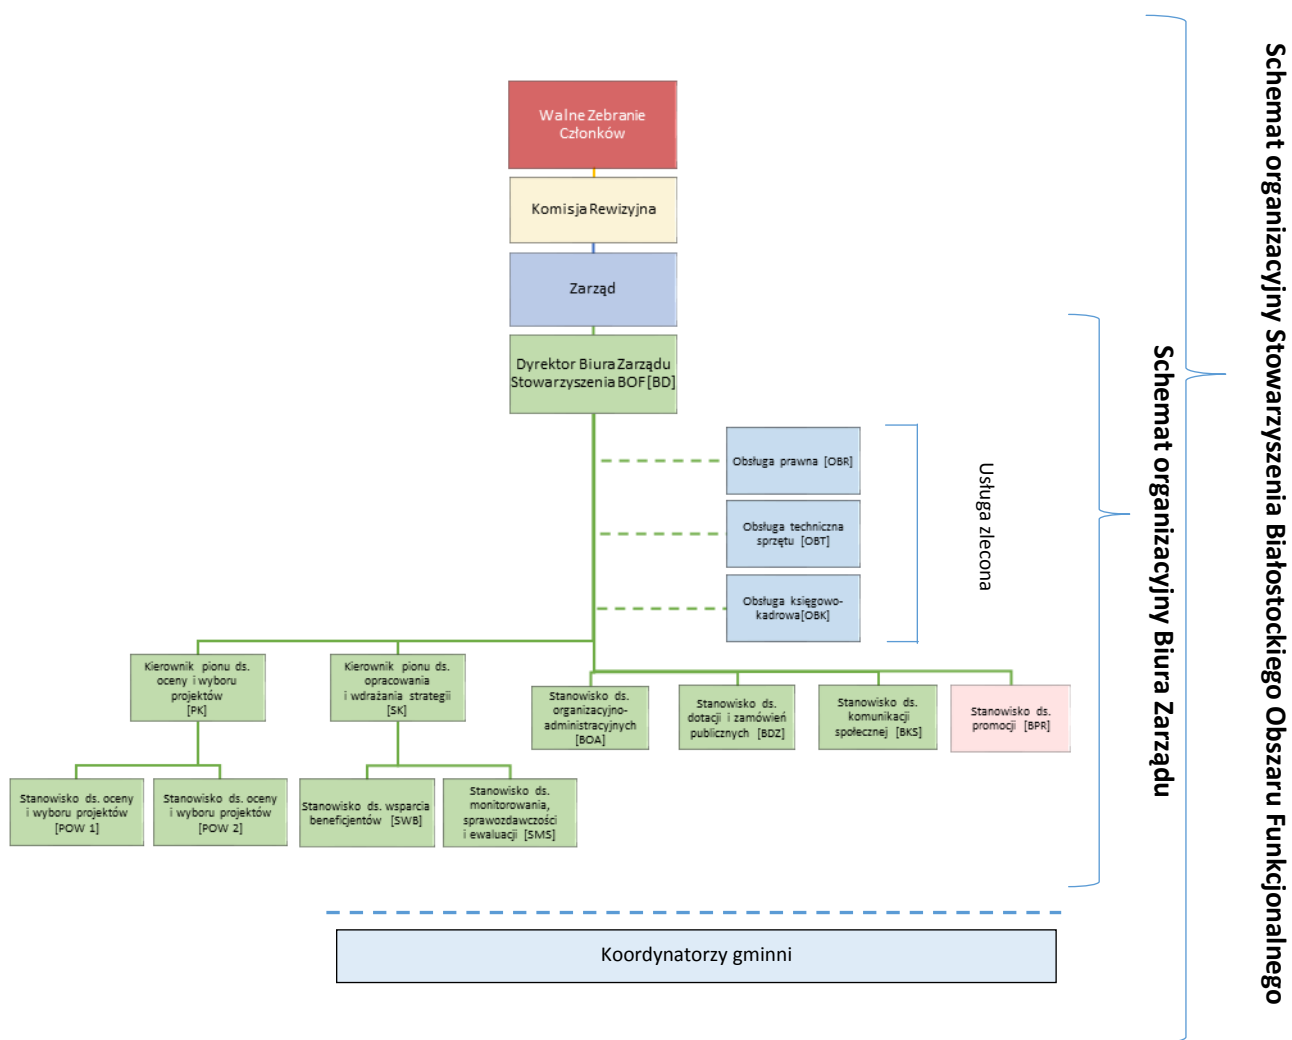 Walne Zebranie
Członków
Komisja Rewizyjna
Zarząd
Dyrektor Biura Zarządu
Stowarzyszenia BOF [BD]
Obsługa prawna [OBR]
Obsługa techniczna
sprzętu [OBT]
Obsługa księgowo-
kadrowa[OBK]
Usługa zlecona
Kierownik pionu ds.
oceny i wyboru
projektów
[PK]
Kierownik pionu ds.
opracowania
i wdrażania strategii
[SK]
Stanowisko ds.
organizacyjno-
administracyjnych
[BOA]
Stanowisko ds.
dotacji i zamówień
publicznych [BDZ]
Stanowisko ds.
komunikacji
społecznej [BKS]
Stanowisko ds.
promocji [BPR]
Stanowisko ds. oceny
i wyboru projektów
[POW 1]
Stanowisko ds. oceny
i wyboru projektów
[POW 2]
Stanowisko ds. wsparcia
beneficjentów [SWB]
Stanowisko ds.
monitorowania,
sprawozdawczości
i ewaluacji [SMS]
Koordynatorzy gminni
Schemat organizacyjny Biura Zarządu
Schemat organizacyjny Stowarzyszenia Białostockiego Obszaru Funkcjonalnego